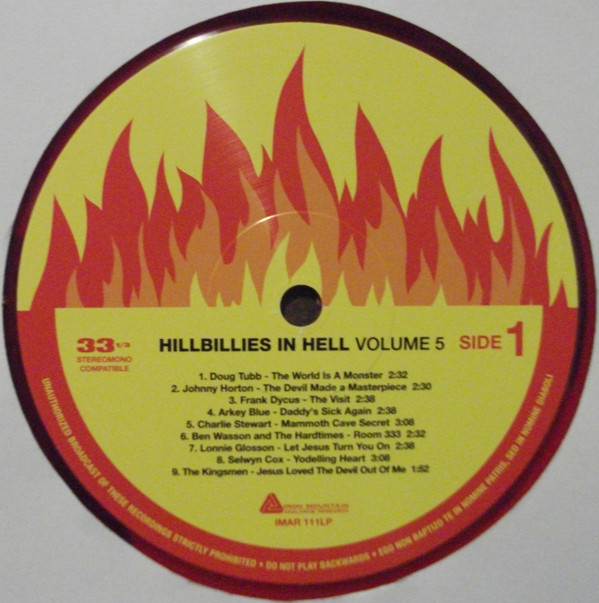 33 1/3
STEREOMONO
COMPATIBLE
HILLBILLIES IN HELL VOLUME 5
SIDE 1
1. Doug Tubb - The World Is A Monster 2:32
2. Johnny Horton - The Devil Made a Masterpiece 2:30
3. Frank Dycus - The Visit 2:38
4. Arkey Blue - Daddy's Sick Again 2:38
5. Charlie Stewart - Mammoth Cave Secret 3:08
6. Ben Wasson and the Hardtimes - Room 333 2:32
7. Lonnie Glosson - Let Jesus Turn You On 2:38
8. Selwyn Cox - Yodelling Heart 3:08
9. The Kingsmen - Jesus Loved The Devil Out Of Me 1:52
IRON MOUNTAIN
IMAR 111LP
UNAUTHORIZED BROADCAST OF THESE RECORDINGS STRICTLY PROHIBITED • DO NOT PLAY BACKWARDS • EGO NON BAPTIZO TE IN NOMINE PATRIS, SED IN NOMINE DIABOLI